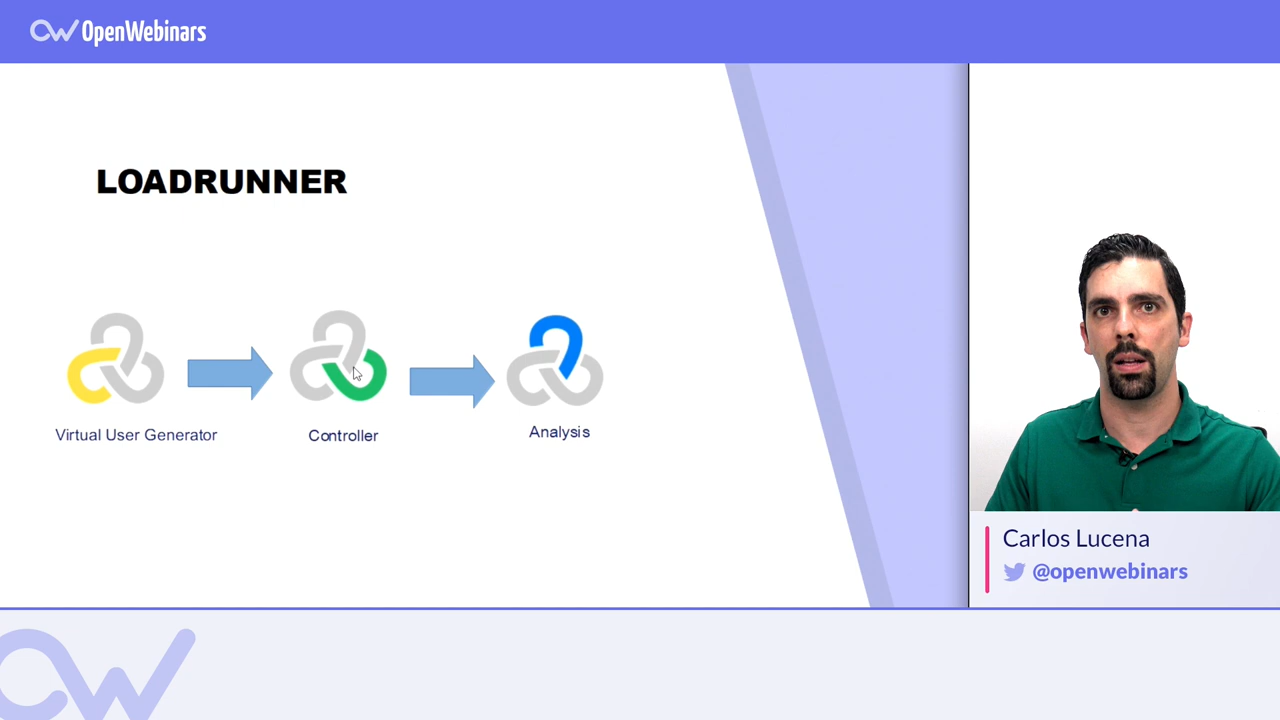 OpenWebinars
LOADRUNNER
Virtual User Generator
Controller
Analysis
Carlos Lucena
@openwebinars